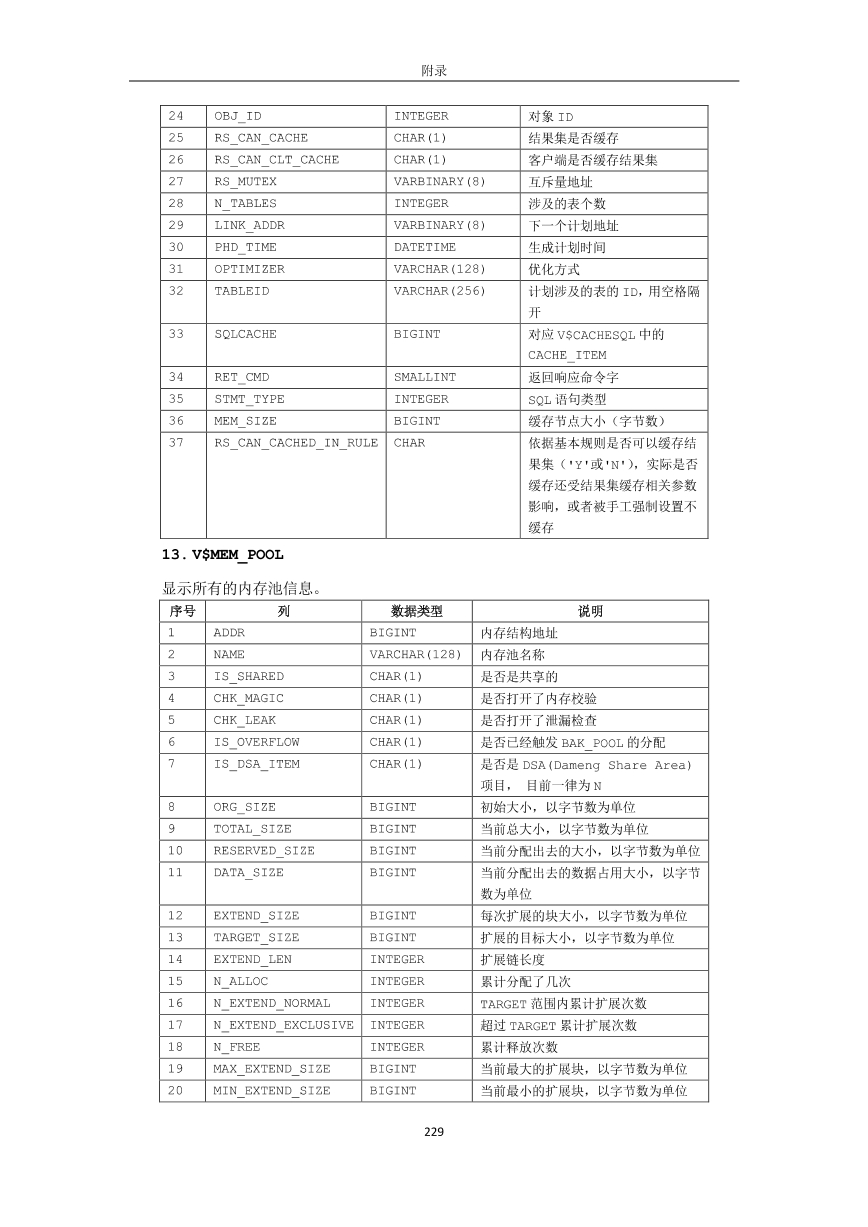 附录
24 OBJ_ID INTEGER 对象 ID
25 RS_CAN_CACHE CHAR(1) 结果集是否缓存
26 RS_CAN_CLT_CACHE CHAR(1) 客户端是否缓存结果集
27 RS_MUTEX VARBINARY(8) 互斥量地址
28 N_TABLES INTEGER 涉及的表个数
29 LINK_ADDR VARBINARY(8) 下一个计划地址
30 PHD_TIME DATETIME 生成计划时间
31 OPTIMIZER VARCHAR(128) 优化方式
32 TABLEID VARCHAR(256) 计划涉及的表的 ID，用空格隔
开
33 SQLCACHE BIGINT 对应 V$CACHESQL 中的
CACHE_ITEM
34 RET_CMD SMALLINT 返回响应命令字
35 STMT_TYPE INTEGER SQL 语句类型
36 MEM_SIZE BIGINT 缓存节点大小（字节数）
37 RS_CAN_CACHED_IN_RULE CHAR 依据基本规则是否可以缓存结
果集（'Y'或'N'），实际是否
缓存还受结果集缓存相关参数
影响，或者被手工强制设置不
缓存
13. V$MEM_POOL
显示所有的内存池信息。
序号 列 数据类型 说明
1 ADDR BIGINT 内存结构地址
2 NAME VARCHAR(128) 内存池名称
3 IS_SHARED CHAR(1) 是否是共享的
4 CHK_MAGIC CHAR(1) 是否打开了内存校验
5 CHK_LEAK CHAR(1) 是否打开了泄漏检查
6 IS_OVERFLOW CHAR(1) 是否已经触发 BAK_POOL 的分配
7 IS_DSA_ITEM CHAR(1) 是否是 DSA(Dameng Share Area)
项目， 目前一律为 N
8 ORG_SIZE BIGINT 初始大小，以字节数为单位
9 TOTAL_SIZE BIGINT 当前总大小，以字节数为单位
10 RESERVED_SIZE BIGINT 当前分配出去的大小，以字节数为单位
11 DATA_SIZE BIGINT 当前分配出去的数据占用大小，以字节
数为单位
12 EXTEND_SIZE BIGINT 每次扩展的块大小，以字节数为单位
13 TARGET_SIZE BIGINT 扩展的目标大小，以字节数为单位
14 EXTEND_LEN INTEGER 扩展链长度
15 N_ALLOC INTEGER 累计分配了几次
16 N_EXTEND_NORMAL INTEGER TARGET 范围内累计扩展次数
17 N_EXTEND_EXCLUSIVE INTEGER 超过 TARGET 累计扩展次数
18 N_FREE INTEGER 累计释放次数
19 MAX_EXTEND_SIZE BIGINT 当前最大的扩展块，以字节数为单位
20 MIN_EXTEND_SIZE BIGINT 当前最小的扩展块，以字节数为单位
229